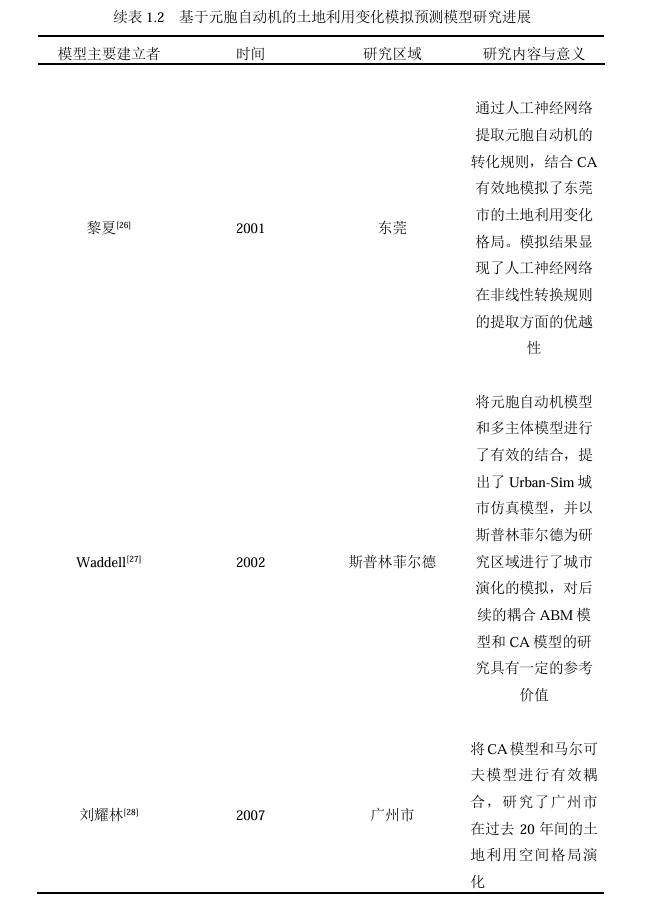 续表 1.2 基于元胞自动机的土地利用变化模拟预测模型研究进展
模型主要建立者 时间 研究区域 研究内容与意义
通过人工神经网络
提取元胞自动机的
转化规则，结合 CA
有效地模拟了东莞
市的土地利用变化
黎夏[26] 2001 东莞
格局。模拟结果显
现了人工神经网络
在非线性转换规则
的提取方面的优越
性
将元胞自动机模型
和多主体模型进行
了有效的结合，提
出了 Urban-Sim 城
市仿真模型，并以
斯普林菲尔德为研
Waddell[27] 2002 斯普林菲尔德 究区域进行了城市
演化的模拟，对后
续的耦合 ABM 模
型和 CA 模型的研
究具有一定的参考
价值
将 CA 模型和马尔可
夫模型进行有效耦
合，研究了广州市
刘耀林[28] 2007 广州市
在过去 20 年间的土
地利用空间格局演
化